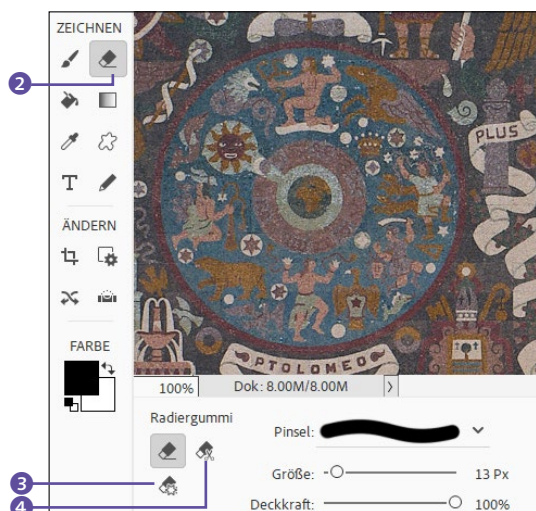 ZEICHNEN
2
T
PLUS
ÄNDERN
FARBE
PTOLOMEO
100% Dok: 8.00M/8.00M >
Radiergummi
Pinsel:
3
Größe: 13 Px
4
Deckkraft: 100%